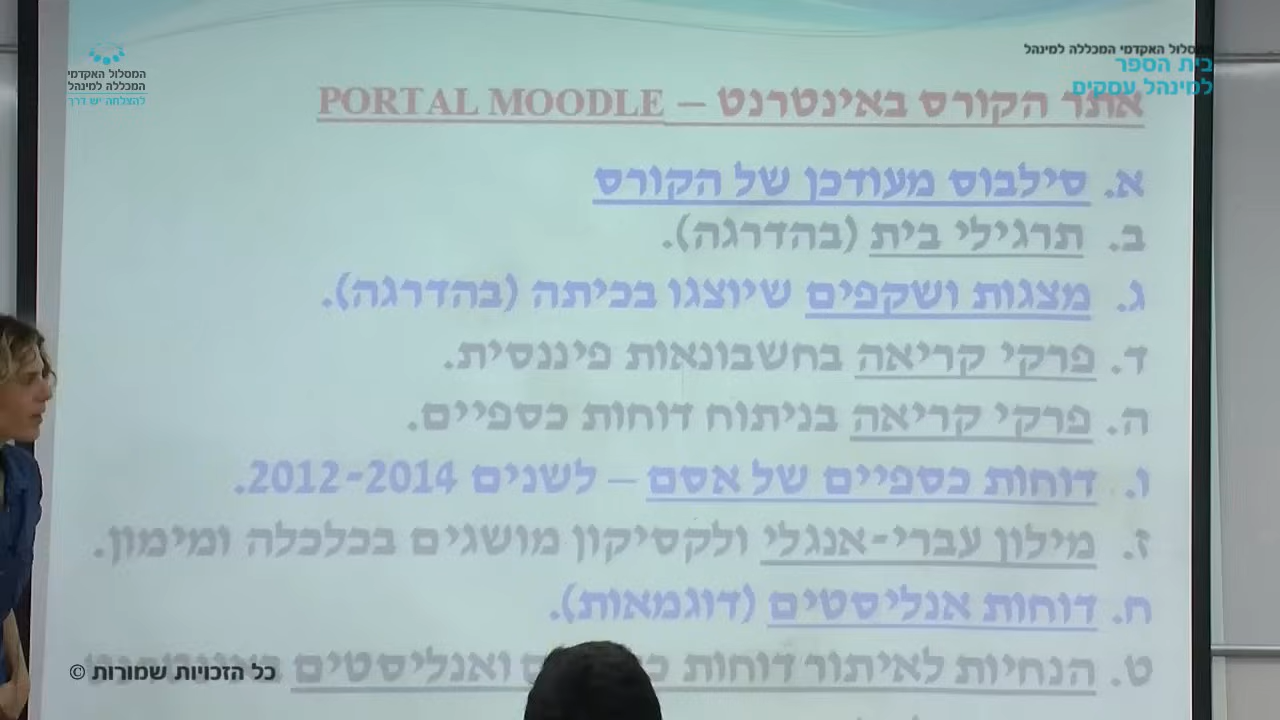 המסלול האקדמי
המכללה למינהל
להצלחה יש דרך
המסלול האקדמי המכללה למינהל
בית הספר
למינהל עסקים
אתר הקורס באינטרנט – PORTAL MOODLE
א. סילבוס מעודכן של הקורס
ב. תרגילי בית (בהדרגה).
ג. מצגות ושקפים שיוצגו בכיתה (בהדרגה).
ד. פרקי קריאה בחשבונאות פיננסית.
ה. פרקי קריאה בניתוח דוחות כספיים.
ו. דוחות כספיים של אסם – לשנים 2012-2014.
ז. מילון עברי-אנגלי ולקסיקון מושגים בכלכלה ומימון.
ח. דוחות אנליסטים (דוגמאות).
ט. הנחיות לאיתור דוחות ואנליסטים
כל הזכויות שמורות ©